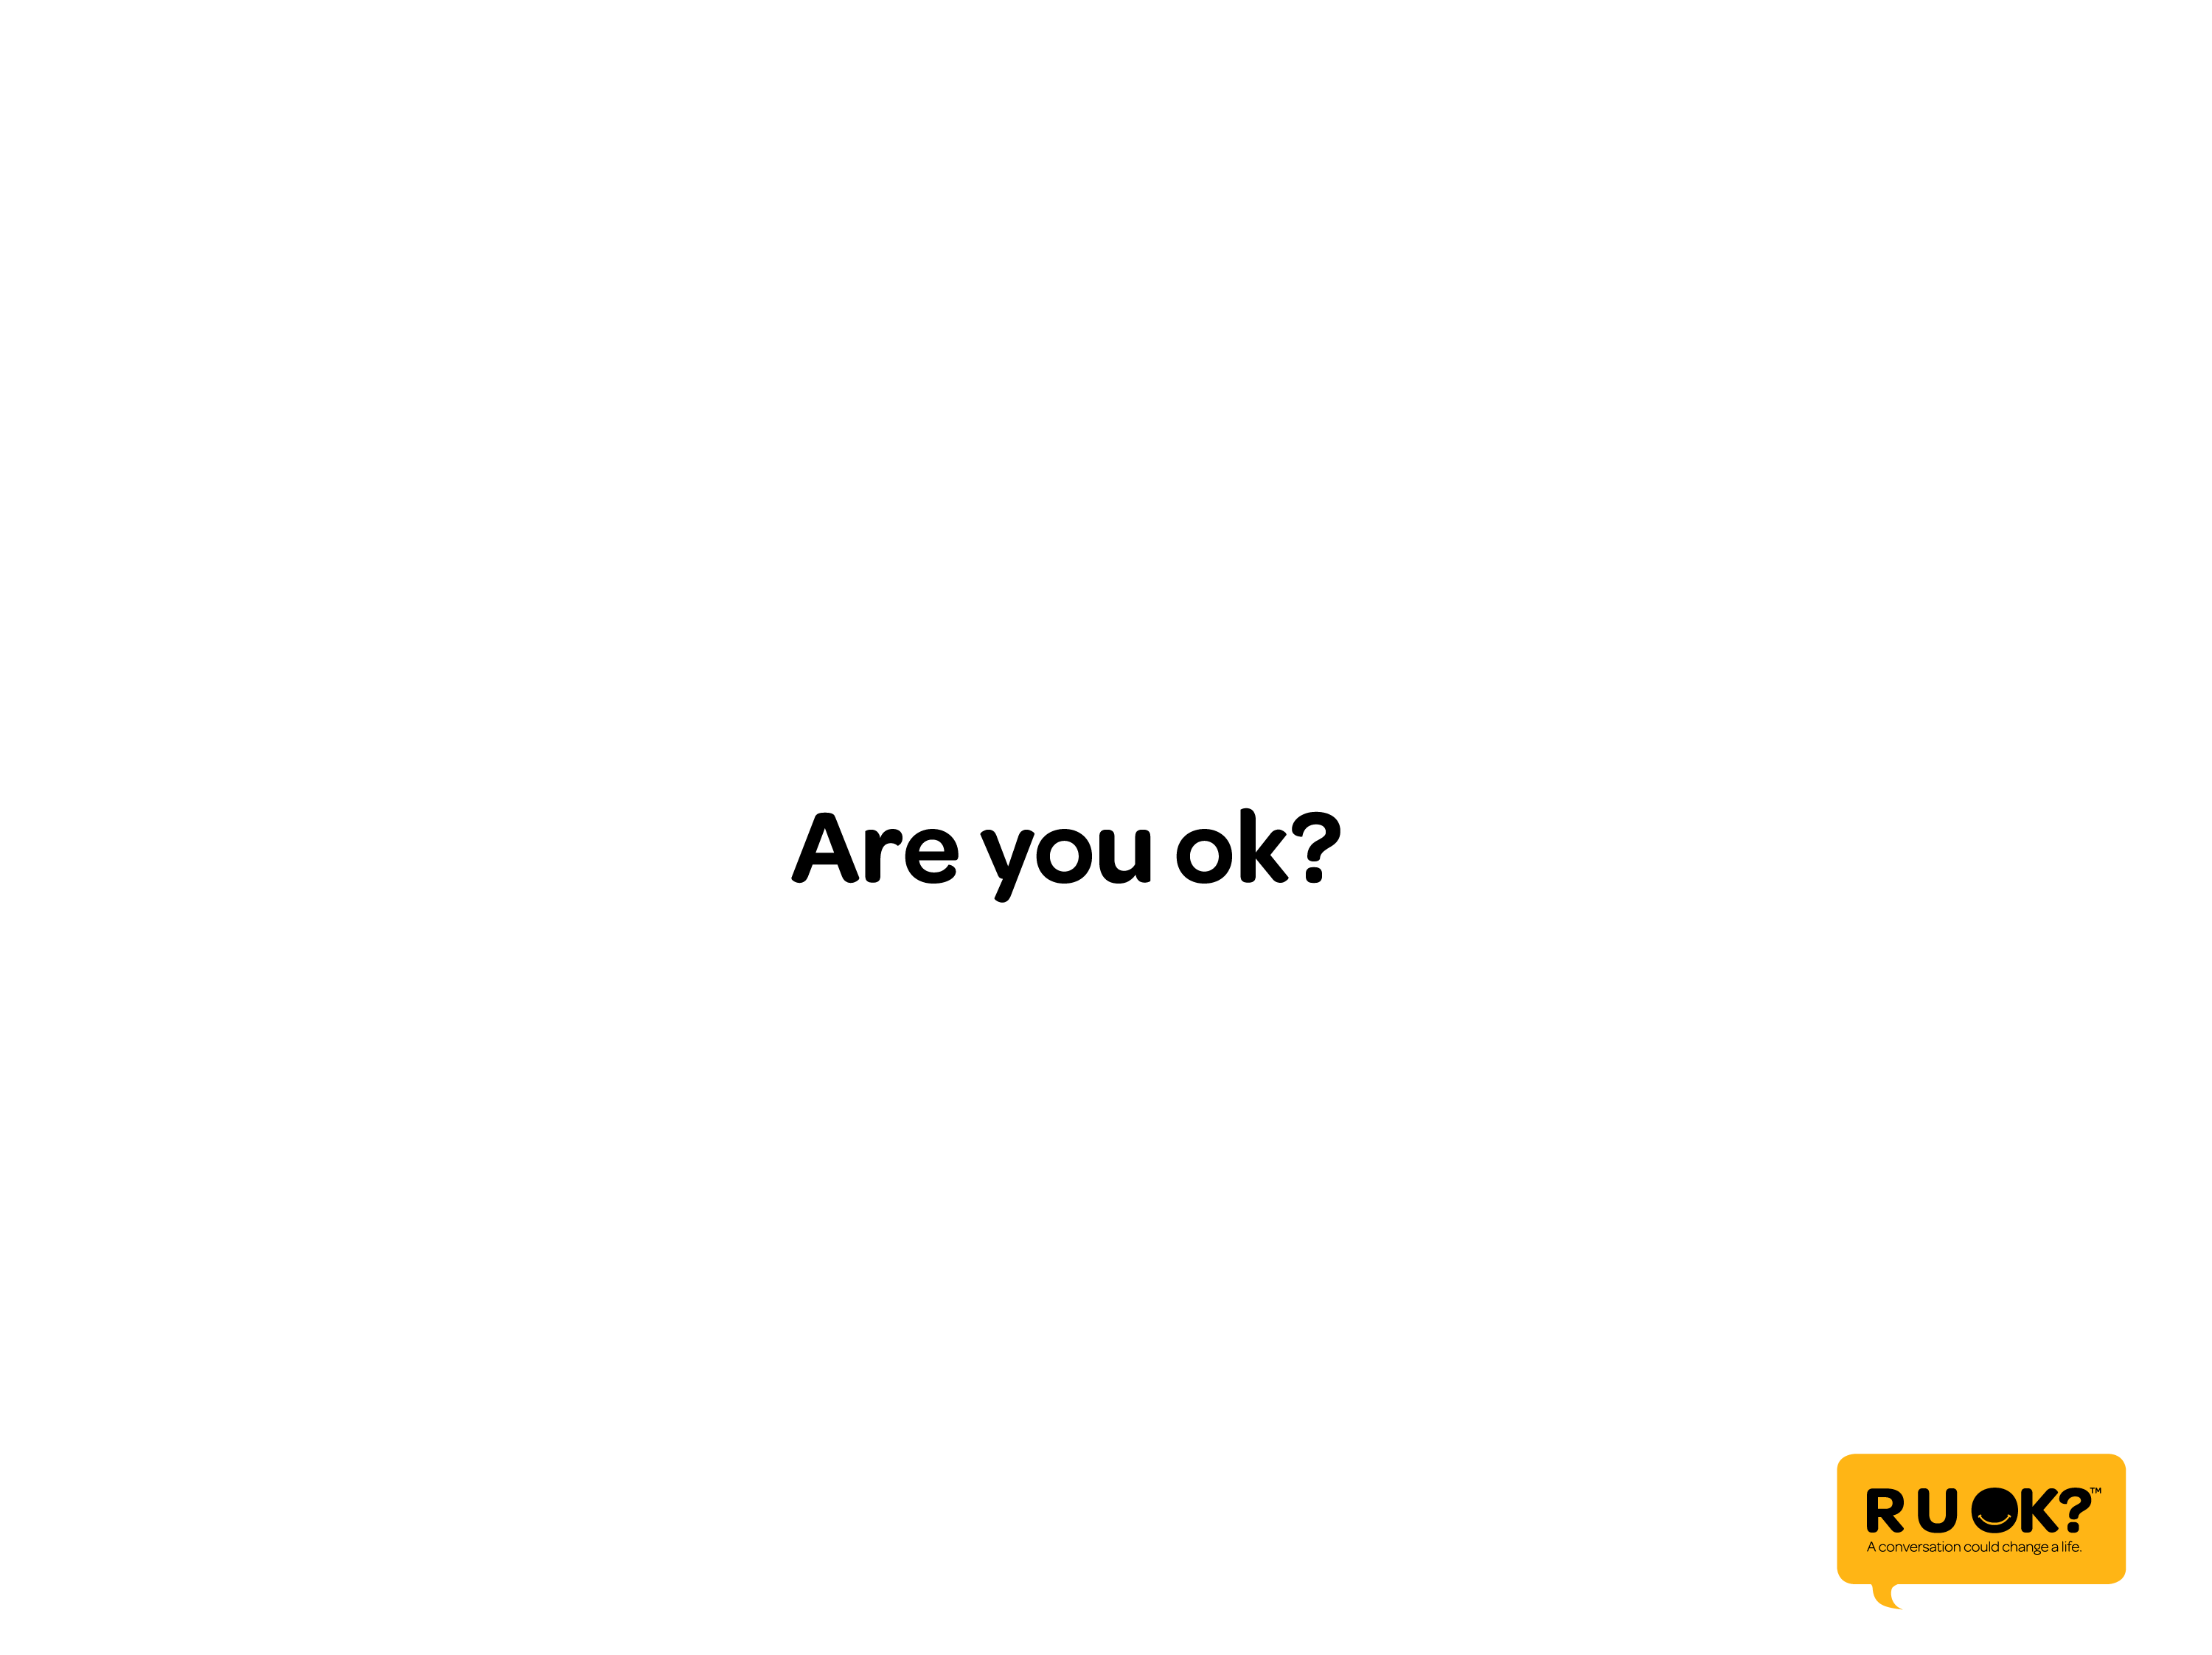 Are you ok?
R U OK?™
A conversation could change a life.